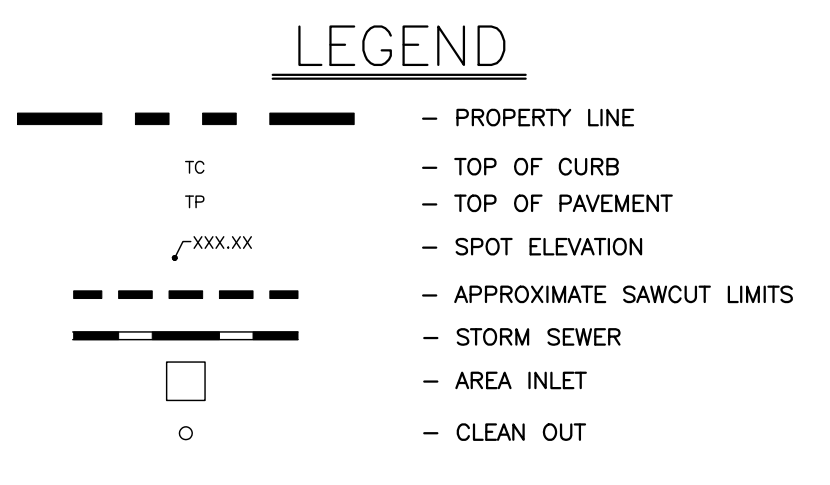 LEGEND
- PROPERTY LINE
TC - TOP OF CURB
TP - TOP OF PAVEMENT
XXX.XX - SPOT ELEVATION
- APPROXIMATE SAWCUT LIMITS
- STORM SEWER
- AREA INLET
- CLEAN OUT